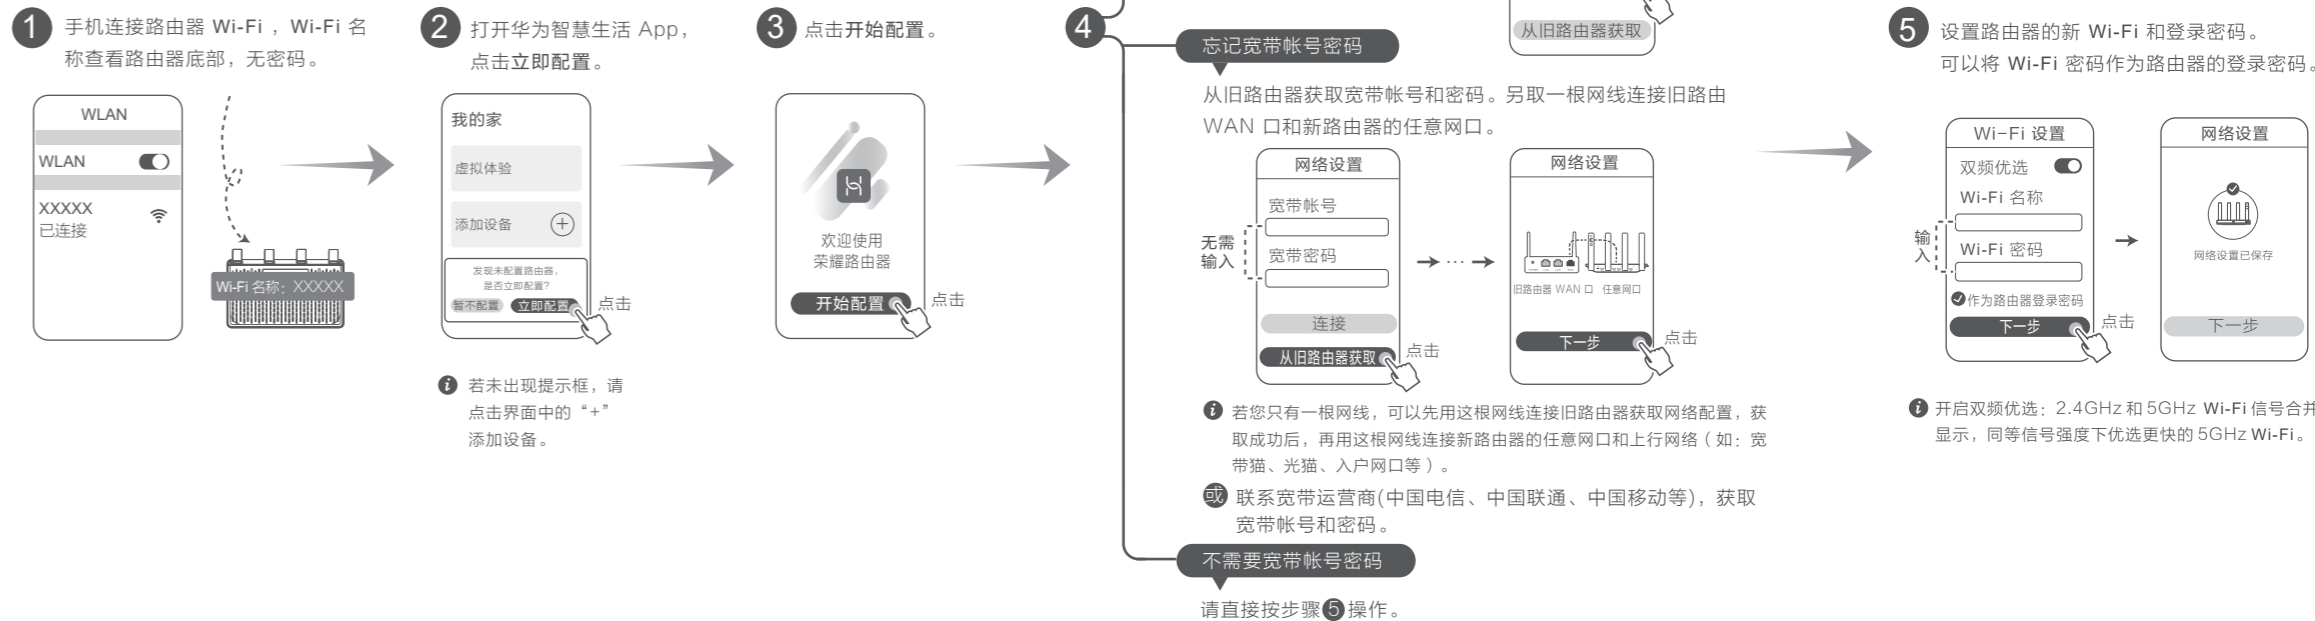 1 手机连接路由器 Wi-Fi ，Wi-Fi 名
称查看路由器底部，无密码。
WLAN
WLAN
XXXXX
已连接
Wi-Fi 名称：XXXXX
2 打开华为智慧生活 App，
点击立即配置。
我的家
虚拟体验
添加设备
发现未配置路由器，
是否立即配置?
暂不配置 立即配置
点击
i 若未出现提示框，请
点击界面中的“+”
添加设备。
3 点击开始配置。
欢迎使用
荣耀路由器
开始配置
点击
4
从旧路由器获取
忘记宽带帐号密码
从旧路由器获取宽带帐号和密码。另取一根网线连接旧路由
WAN 口和新路由器的任意网口。
网络设置
宽带帐号
宽带密码
无需
输入
连接
从旧路由器获取
点击
网络设置
旧路由器 WAN 口 任意网口
下一步
点击
i 若您只有一根网线，可以先用这根网线连接旧路由器获取网络配置，获
取成功后，再用这根网线连接新路由器的任意网口和上行网络（如：宽
带猫、光猫、入户网口等）。
或 联系宽带运营商(中国电信、中国联通、中国移动等)，获取
宽带帐号和密码。
不需要宽带帐号密码
请直接按步骤5操作。
5 设置路由器的新 Wi-Fi 和登录密码。
可以将 Wi-Fi 密码作为路由器的登录密码。
Wi-Fi 设置
双频优选
Wi-Fi 名称
Wi-Fi 密码
输
入
作为路由器登录密码
下一步
点击
网络设置
网络设置已保存
下一步
i 开启双频优选：2.4GHz 和 5GHz Wi-Fi 信号合并
显示，同等信号强度下优选更快的 5GHz Wi-Fi。